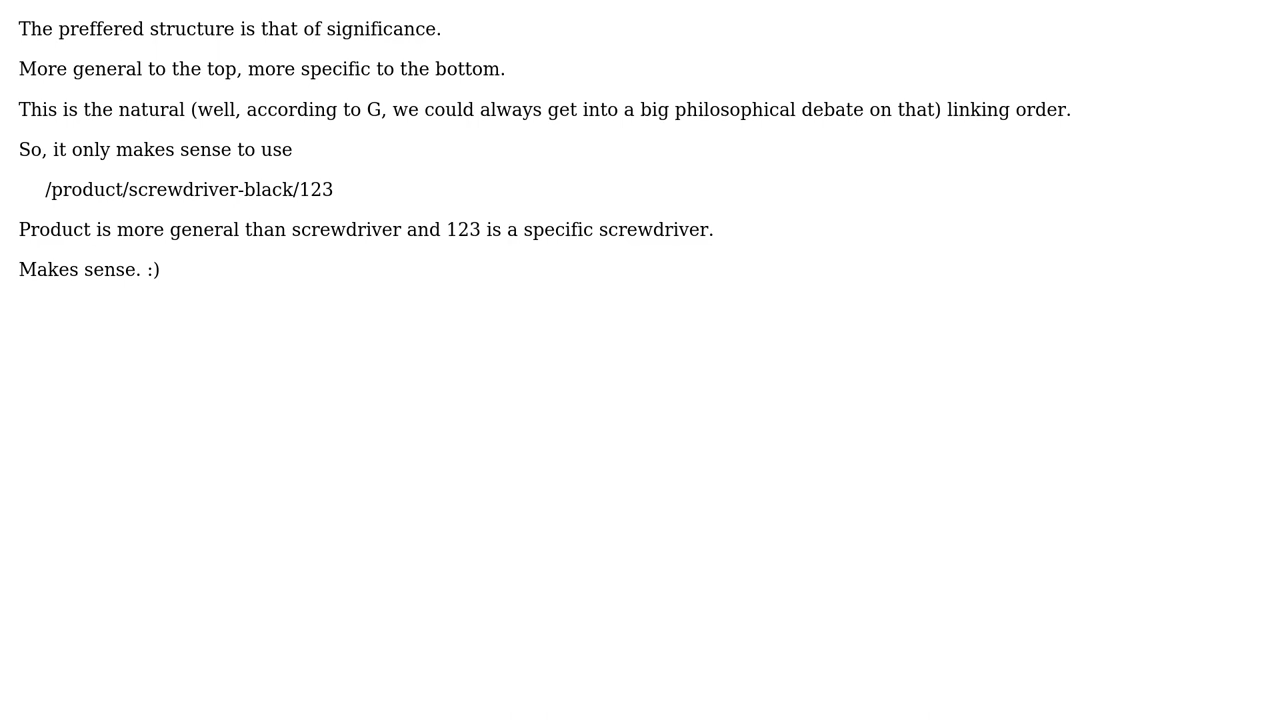 The preffered structure is that of significance.
More general to the top, more specific to the bottom.
This is the natural (well, according to G, we could always get into a big philosophical debate on that) linking order.
So, it only makes sense to use
/product/screwdriver-black/123
Product is more general than screwdriver and 123 is a specific screwdriver.
Makes sense. :)